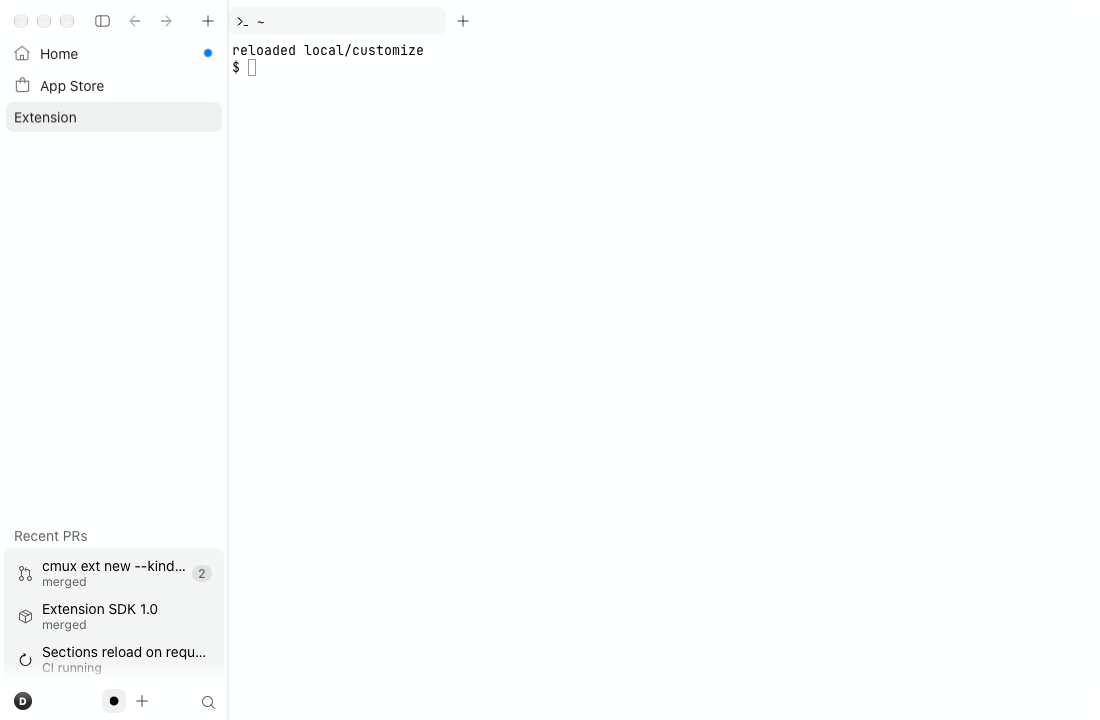 ~
Home
App Store
Extension
reloaded local/customize
$
Recent PRs
cmux ext new --kind...
merged
2
Extension SDK 1.0
merged
Sections reload on requ...
CI running
D